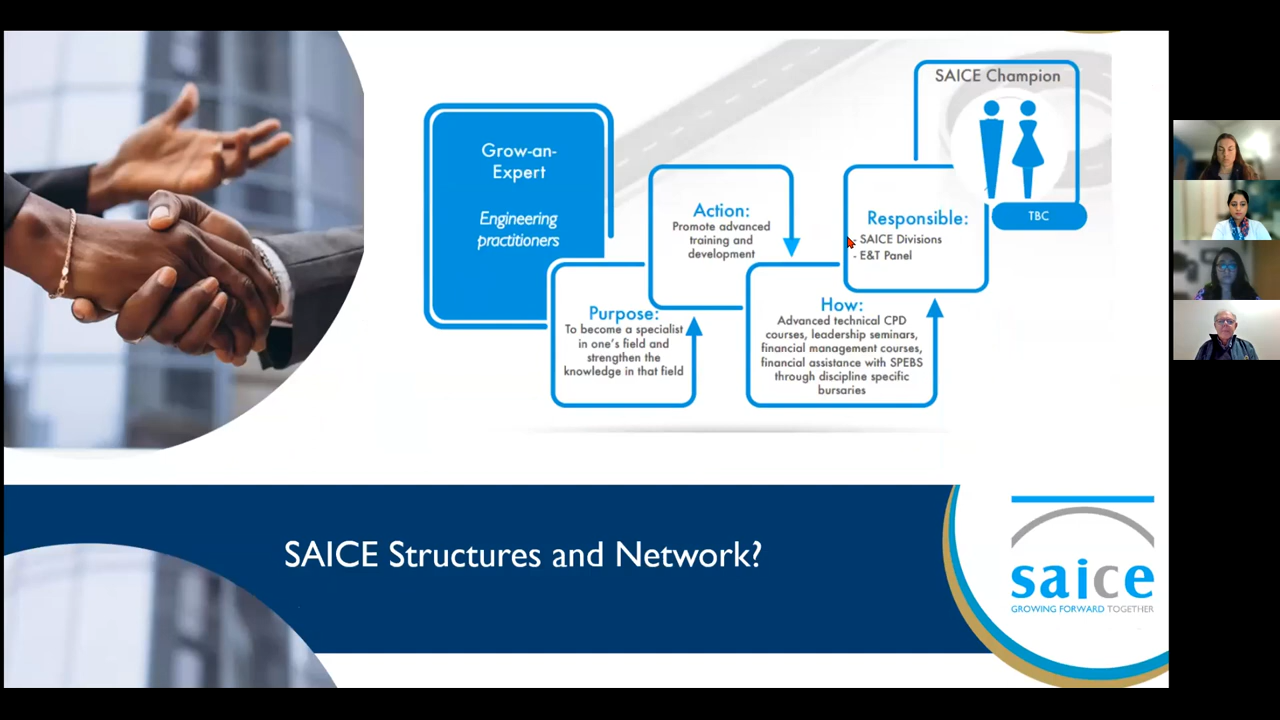 Grow-an-
Expert
Engineering
practitioners
Purpose:
To become a specialist
in one's field and
strengthen the
knowledge in that field
Action:
Promote advanced
training and
development
How:
Advanced technical CPD
courses, leadership seminars,
financial management courses,
financial assistance with SPEBS
through discipline specific
bursaries
Responsible:
- SAICE Divisions
- E&T Panel
SAICE Champion
TBC
SAICE Structures and Network?
saice
GROWING FORWARD TOGETHER